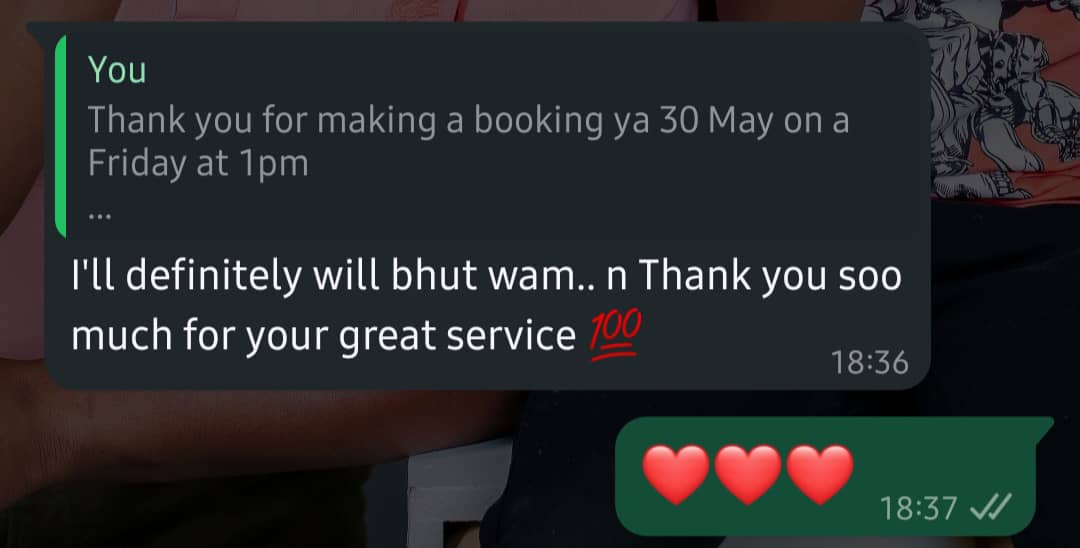 You
Thank you for making a booking ya 30 May on a
Friday at 1pm
...
I'll definitely will bhut wam.. n Thank you soo
much for your great service 💯
18:36
❤️❤️❤️
18:37